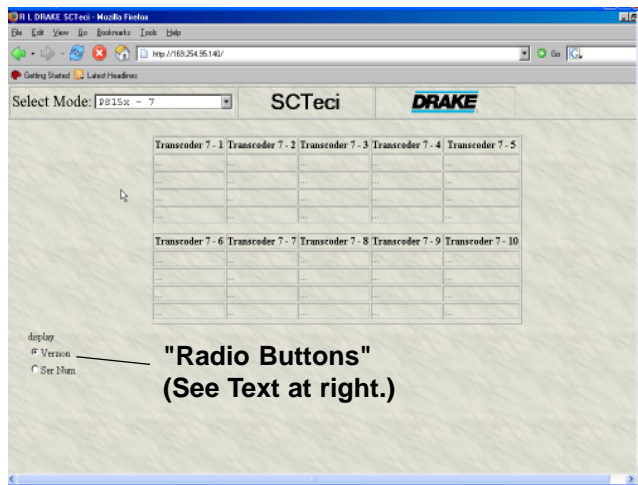 R L DRAKE SCTeci - Mozilla Firefox
File Edit View Go Bookmarks Tools Help
http://169.254.95.140/ Go G
Getting Started Latest Headlines
Select Mode: PS15x - 7 SCTeci DRAKE
Transcoder 7 - 1 Transcoder 7 - 2 Transcoder 7 - 3 Transcoder 7 - 4 Transcoder 7 - 5
... ... ... ... ...
... ... ... ... ...
... ... ... ... ...
... ... ... ... ...
Transcoder 7 - 6 Transcoder 7 - 7 Transcoder 7 - 8 Transcoder 7 - 9 Transcoder 7 - 10
... ... ... ... ...
... ... ... ... ...
... ... ... ... ...
... ... ... ... ...
display
Version
Ser Num
"Radio Buttons"
(See Text at right.)